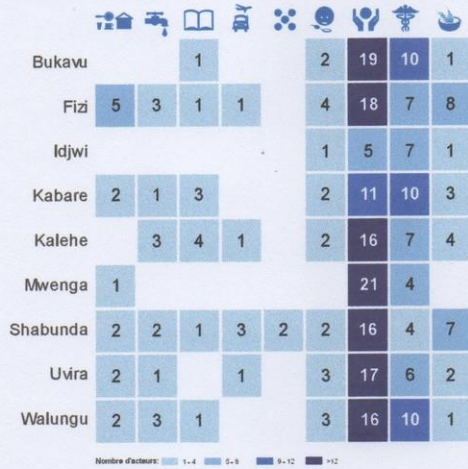 Bukavu 1 2 19 10 1
Fizi 5 3 1 1 4 18 7 8
Idjwi 1 5 7 1
Kabare 2 1 3 2 11 10 3
Kalehe 3 4 1 2 16 7 4
Mwenga 1 21 4
Shabunda 2 2 1 3 2 2 16 4 7
Uvira 2 1 1 3 17 6 2
Walungu 2 3 1 3 16 10 1
Nombre d'acteurs: 1 - 4 5 - 8 9 - 12 >12